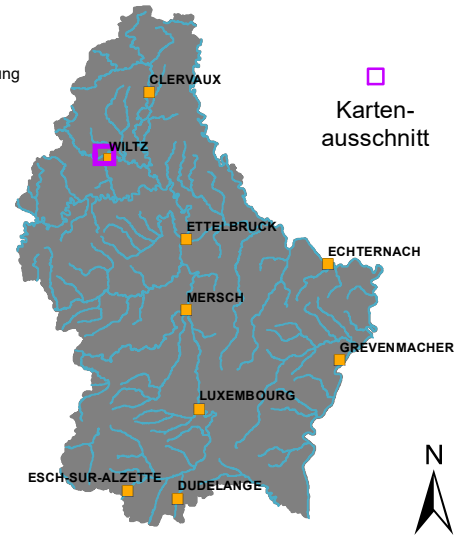 ung
CLERVAUX
Karten-
ausschnitt
WILTZ
ETTELBRUCK
ECHTERNACH
MERSCH
GREVENMACHER
LUXEMBOURG
ESCH-SUR-ALZETTE
DUDELANGE
N